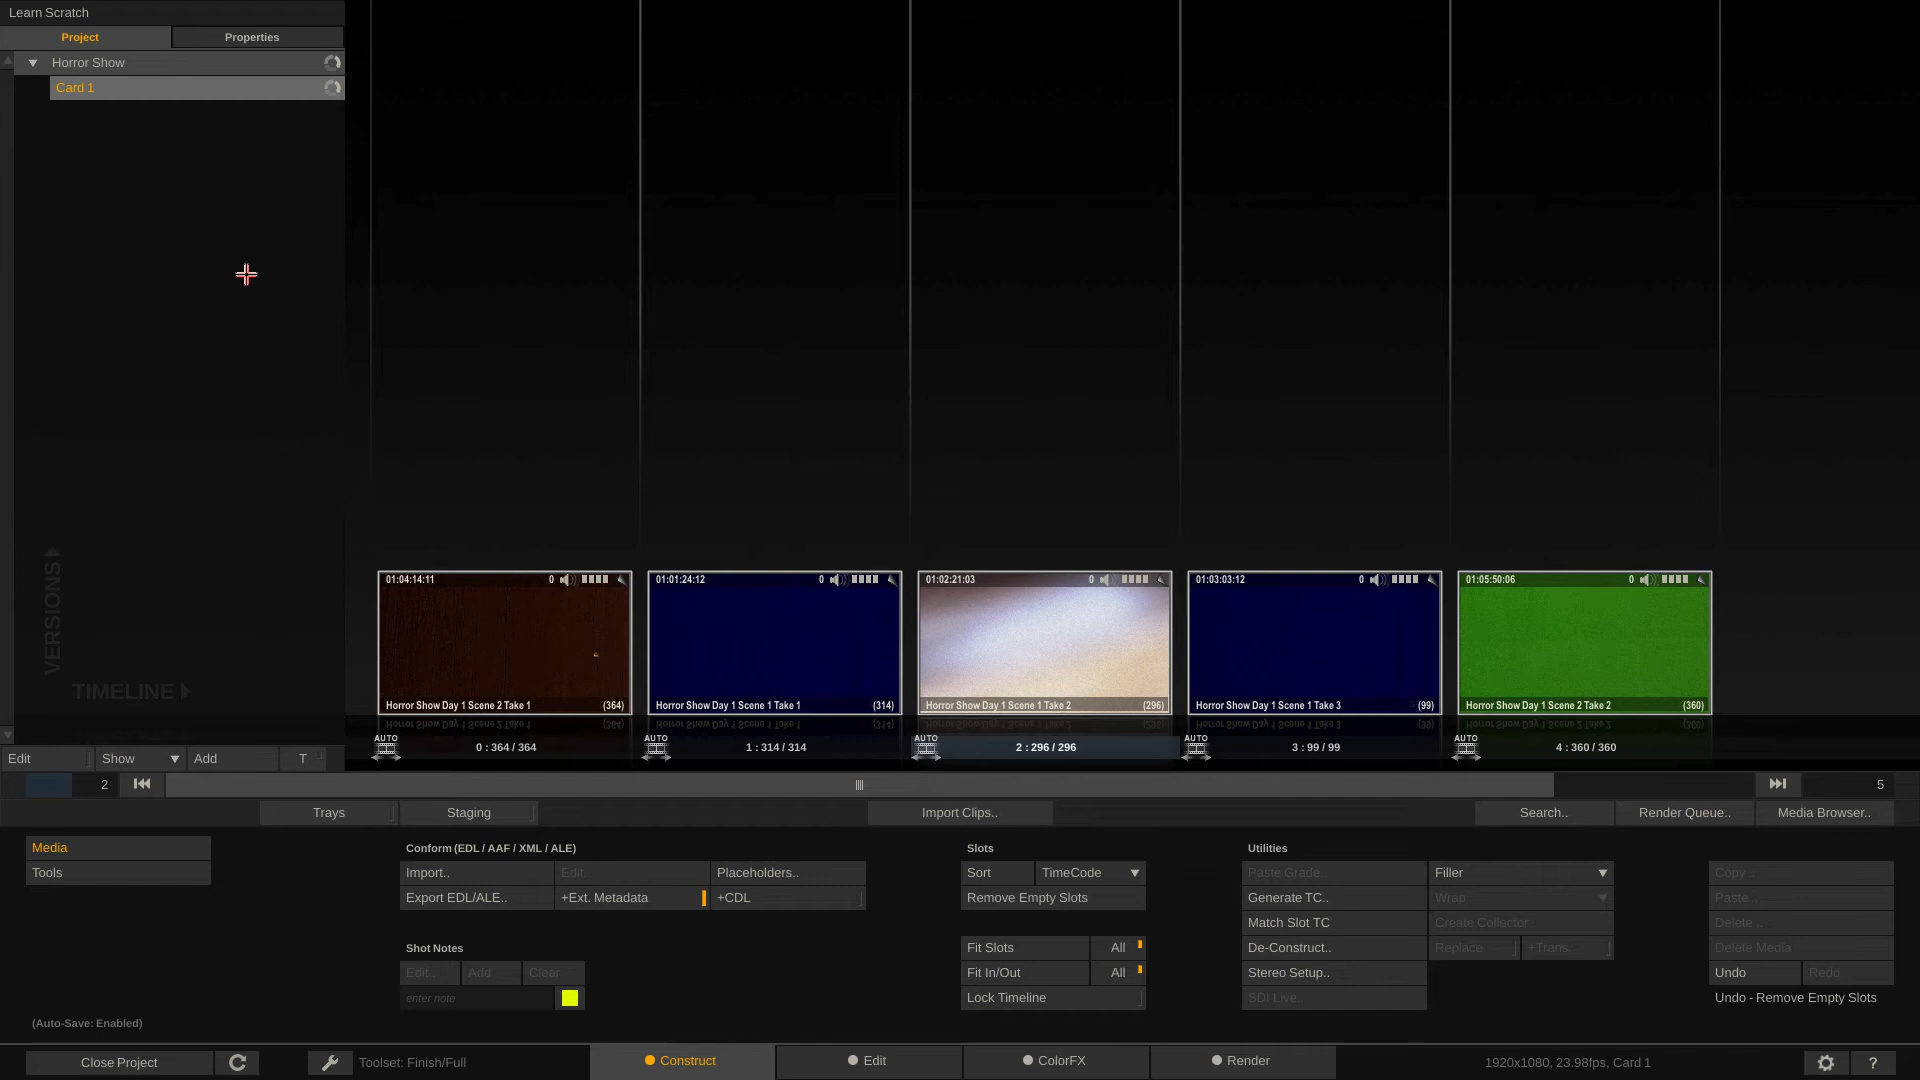 Learn Scratch
Project
Properties
Horror Show
Card 1
VERSIONS
TIMELINE
01:04:14:11
0
Horror Show Day 1 Scene 2 Take 1
(364)
01:01:24:12
0
Horror Show Day 1 Scene 1 Take 1
(314)
01:02:21:03
0
Horror Show Day 1 Scene 1 Take 2
(296)
01:03:03:12
0
Horror Show Day 1 Scene 1 Take 3
(99)
01:05:50:06
0
Horror Show Day 1 Scene 2 Take 2
(360)
AUTO
0 : 364 / 364
AUTO
1 : 314 / 314
AUTO
2 : 296 / 296
AUTO
3 : 99 / 99
AUTO
4 : 360 / 360
Edit
Show
Add
T
2
5
Trays
Staging
Import Clips..
Search..
Render Queue..
Media Browser..
Media
Tools
Conform (EDL / AAF / XML / ALE)
Import..
Edit..
Placeholders..
Export EDL/ALE..
+Ext. Metadata
+CDL
Shot Notes
Edit..
Add
Clear
enter note
Slots
Sort
TimeCode
Remove Empty Slots
Fit Slots
All
Fit In/Out
All
Lock Timeline
Utilities
Paste Grade..
Filler
Generate TC..
Wrap
Match Slot TC
Create Collector
De-Construct..
Replace
+Trans.
Stereo Setup..
SDI Live..
Copy ..
Paste ..
Delete ..
Delete Media
Undo
Redo
Undo - Remove Empty Slots
(Auto-Save: Enabled)
Close Project
Toolset: Finish/Full
Construct
Edit
ColorFX
Render
1920x1080, 23.98fps, Card 1
?